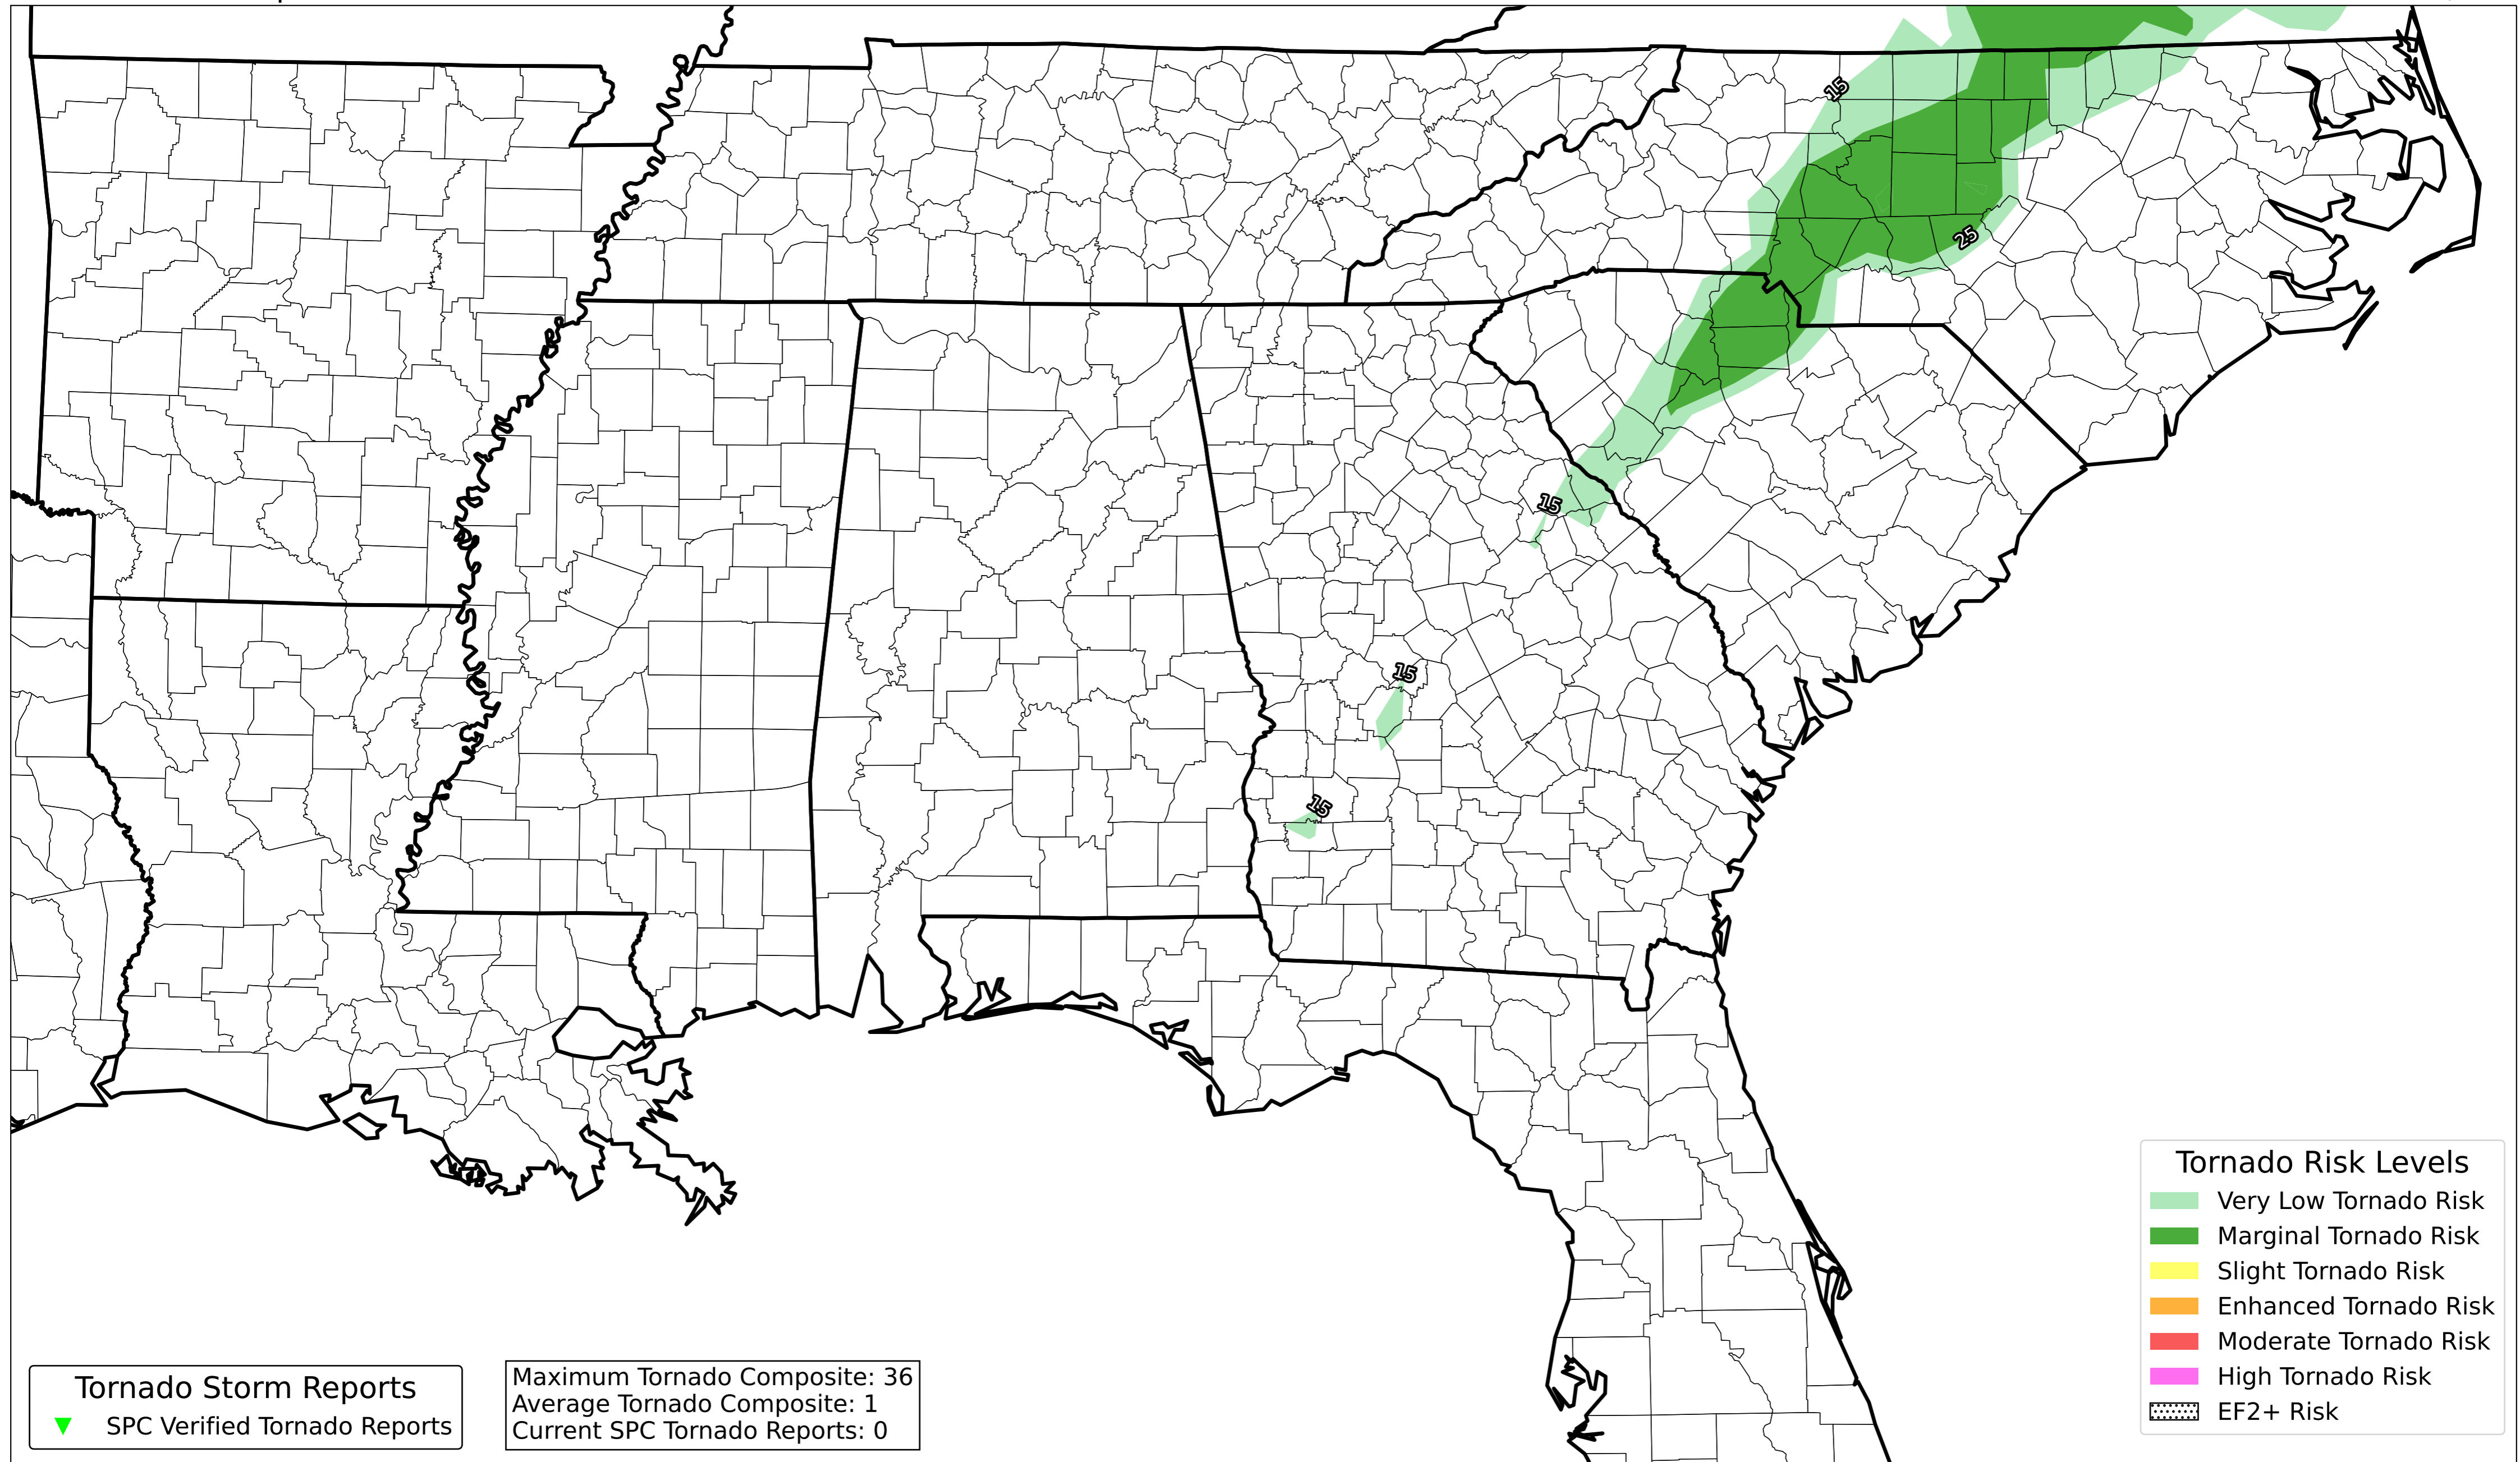 15
25
15
15
15
Tornado Risk Levels
Very Low Tornado Risk
Marginal Tornado Risk
Slight Tornado Risk
Enhanced Tornado Risk
Moderate Tornado Risk
High Tornado Risk
EF2+ Risk
Tornado Storm Reports
SPC Verified Tornado Reports
Maximum Tornado Composite: 36
Average Tornado Composite: 1
Current SPC Tornado Reports: 0